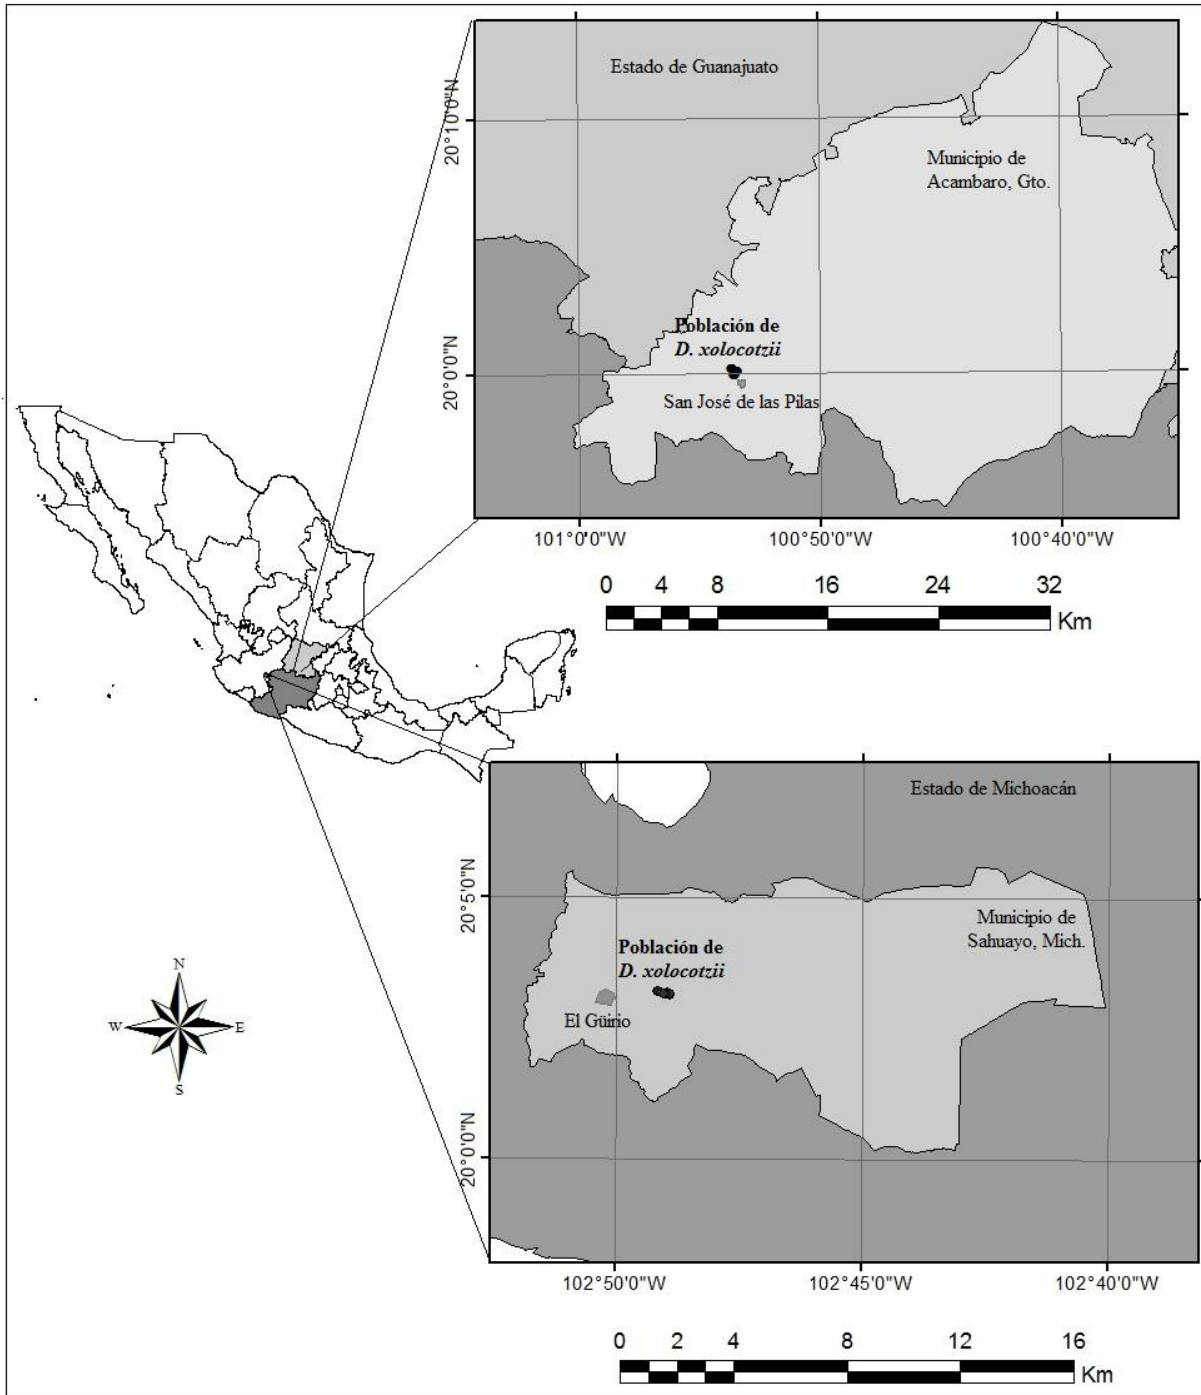 Estado de Guanajuato
20°10'0"N
Municipio de
Acambaro, Gto.
Población de
D. xolocotzii
20°0'0"N
San José de las Pilas
101°0'0"W 100°50'0"W 100°40'0"W
0 4 8 16 24 32
Km
Estado de Michoacán
20°5'0"N
Municipio de
Sahuayo, Mich.
Población de
D. xolocotzii
El Güirio
N
W E
S
20°0'0"N
102°50'0"W 102°45'0"W 102°40'0"W
0 2 4 8 12 16
Km